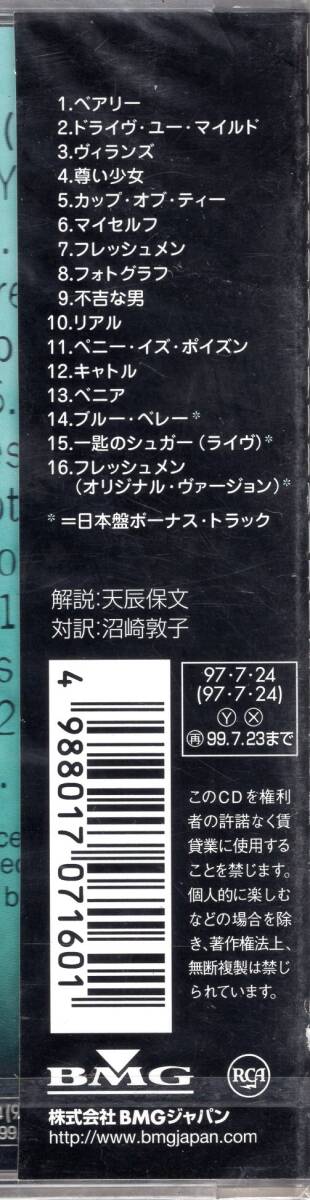 1.ベアリー
2.ドライヴ・ユー・マイルド
3.ヴィランズ
4.尊い少女
5.カップ・オブ・ティー
6.マイセルフ
7.フレッシュメン
8.フォトグラフ
9.不吉な男
10.リアル
11.ペニー・イズ・ポイズン
12.キャトル
13.ベニア
14.ブルー・ベレー*
15.一匙のシュガー(ライヴ)*
16.フレッシュメン
(オリジナル・ヴァージョン)*
*=日本盤ボーナス・トラック
解説:天辰保文
対訳:沼崎敦子
4 988017 071601
97・7・24
(97・7・24)
Ⓨ Ⓧ
㊞99.7.23まで
このCDを権利
者の許諾なく賃
貸業に使用する
ことを禁じます。
個人的に楽しむ
などの場合を除
き、著作権法上、
無断複製は禁じ
られています。
BMG
RCA
株式会社BMGジャパン
http://www.bmgjapan.com/